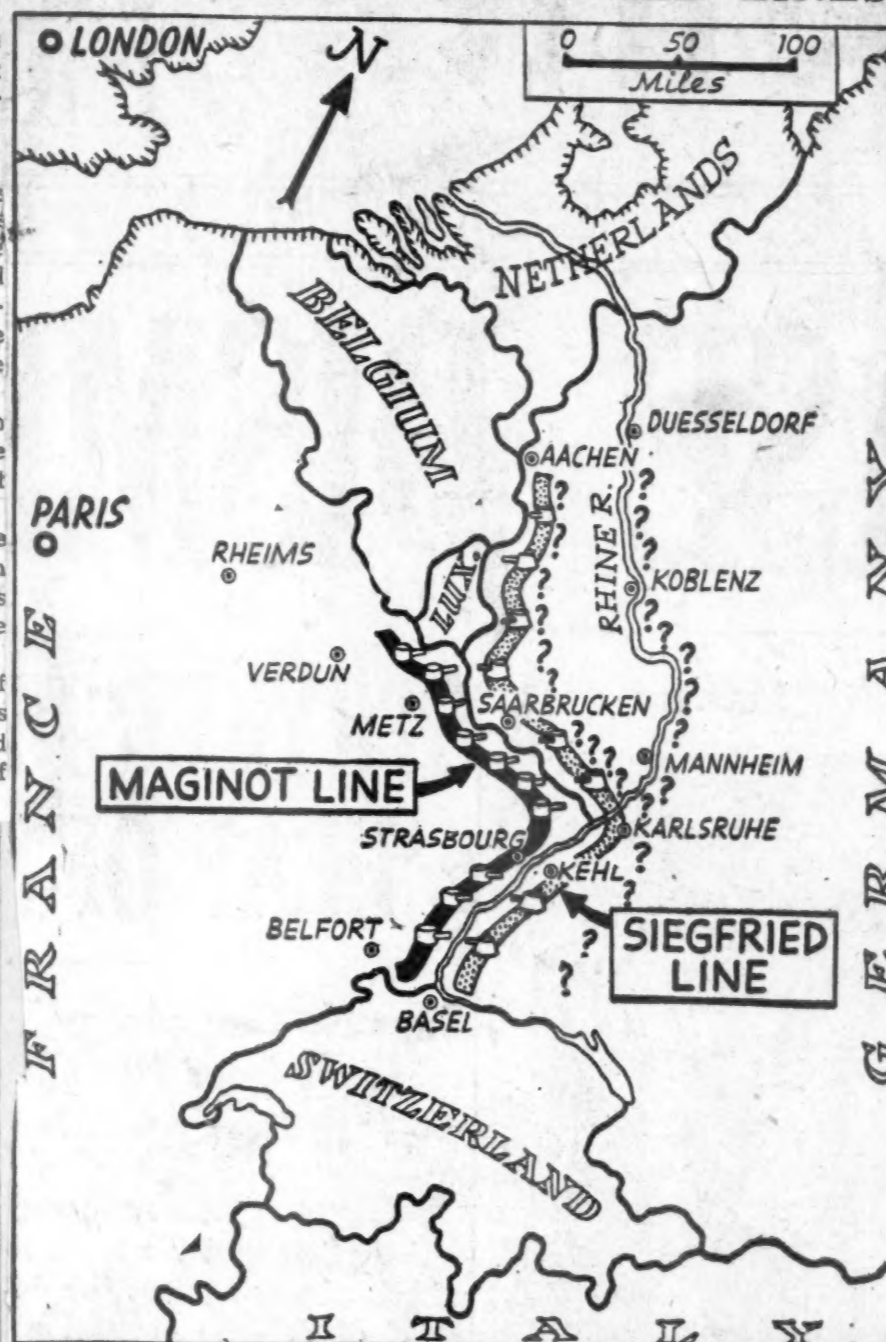 LONDON
N
0 50 100
Miles
NETHERLANDS
BELGIUM
DUESSELDORF
AACHEN
PARIS
RHINE R.
RHEIMS
KOBLENZ
LUX.
VERDUN
SAARBRUCKEN
METZ
MANNHEIM
MAGINOT LINE
KARLSRUHE
STRASBOURG
KEHL
BELFORT
SIEGFRIED
LINE
BASEL
SWITZERLAND
FRANCE
GERMANY
ITALY
? ? ? ? ? ? ? ? ? ? ? ? ? ? ? ? ? ? ? ? ? ? ? ? ? ? ?